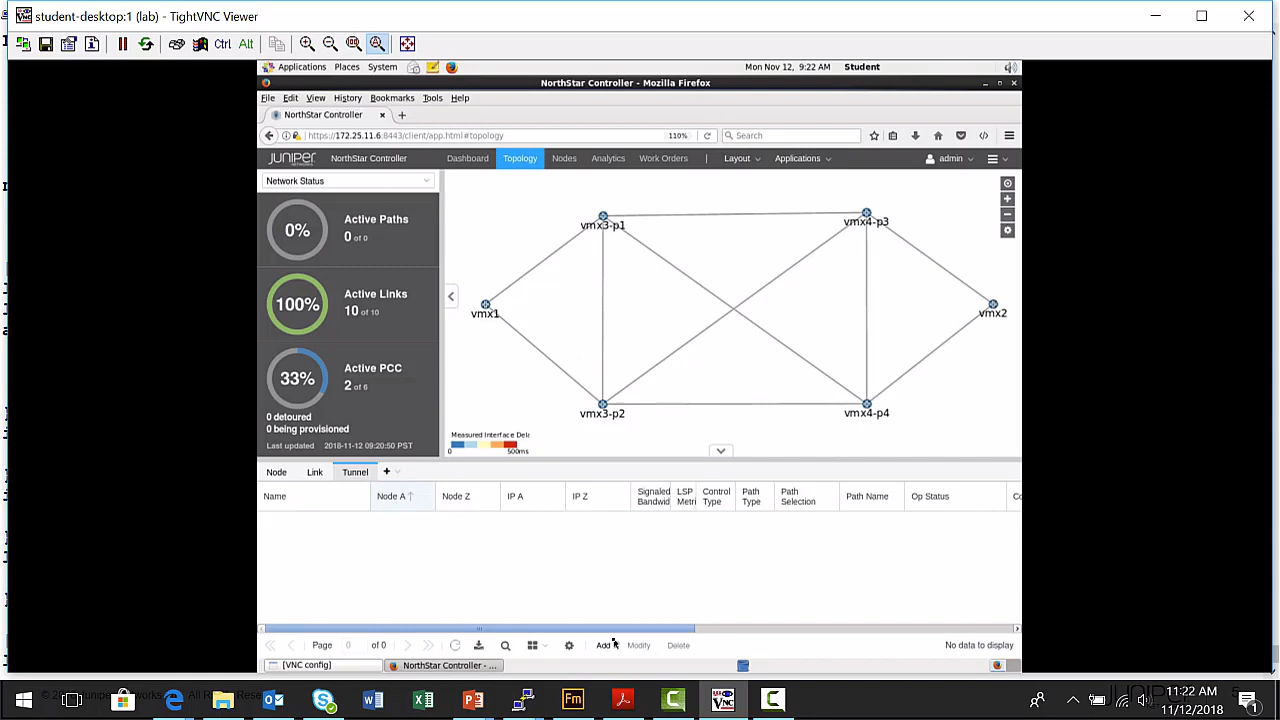 student-desktop:1 (lab) - TightVNC Viewer
Ctrl Alt
Applications Places System Mon Nov 12, 9:22 AM Student
NorthStar Controller - Mozilla Firefox
File Edit View History Bookmarks Tools Help
NorthStar Controller
https://172.25.11.6:8443/client/app.html#topology 110% Search
JUNIPER NorthStar Controller Dashboard Topology Nodes Analytics Work Orders Layout Applications admin
Network Status
0% Active Paths
0 of 0
100% Active Links
10 of 10
33% Active PCC
2 of 6
0 detoured
0 being provisioned
Last updated 2018-11-12 09:20:50 PST
vmx3-p1
vmx4-p3
vmx1
vmx2
vmx3-p2
vmx4-p4
Measured Interface Dela
0 500ms
Node Link Tunnel +
Name Node A Node Z IP A IP Z Signaled Bandwid LSP Metri Control Type Path Type Path Selection Path Name Op Status Co
Page 0 of 0 Add Modify Delete No data to display
[VNC config] NorthStar Controller - ...
11:22 AM
11/12/2018
1